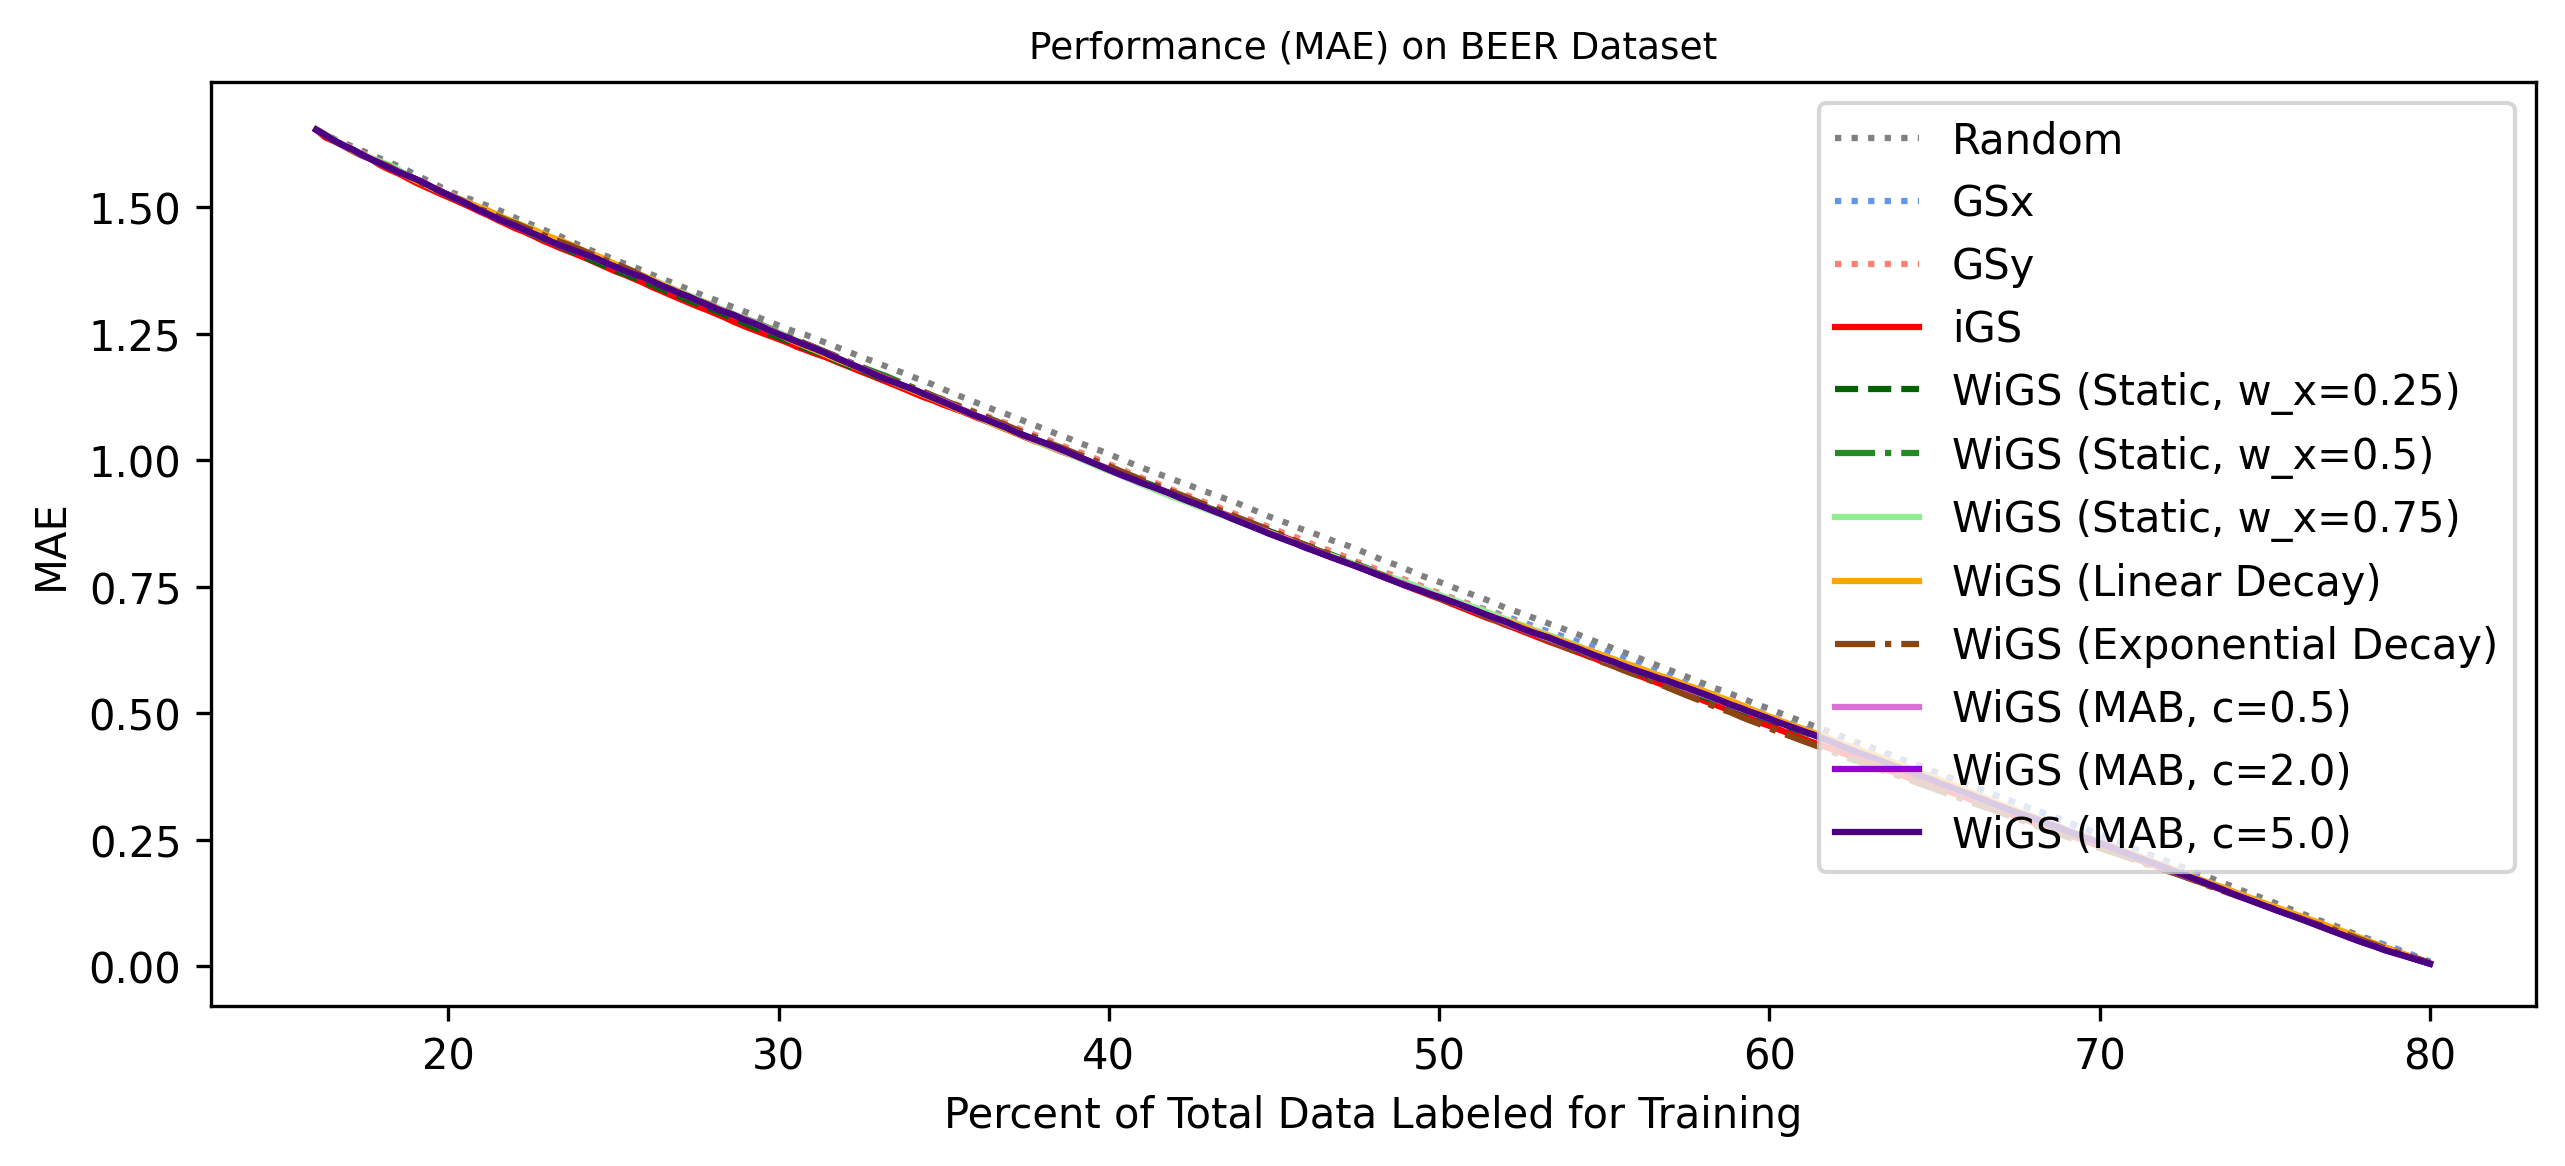 Performance (MAE) on BEER Dataset
MAE
1.50
1.25
1.00
0.75
0.50
0.25
0.00
20 30 40 50 60 70 80
Percent of Total Data Labeled for Training
Random
GSx
GSy
iGS
WiGS (Static, w_x=0.25)
WiGS (Static, w_x=0.5)
WiGS (Static, w_x=0.75)
WiGS (Linear Decay)
WiGS (Exponential Decay)
WiGS (MAB, c=0.5)
WiGS (MAB, c=2.0)
WiGS (MAB, c=5.0)